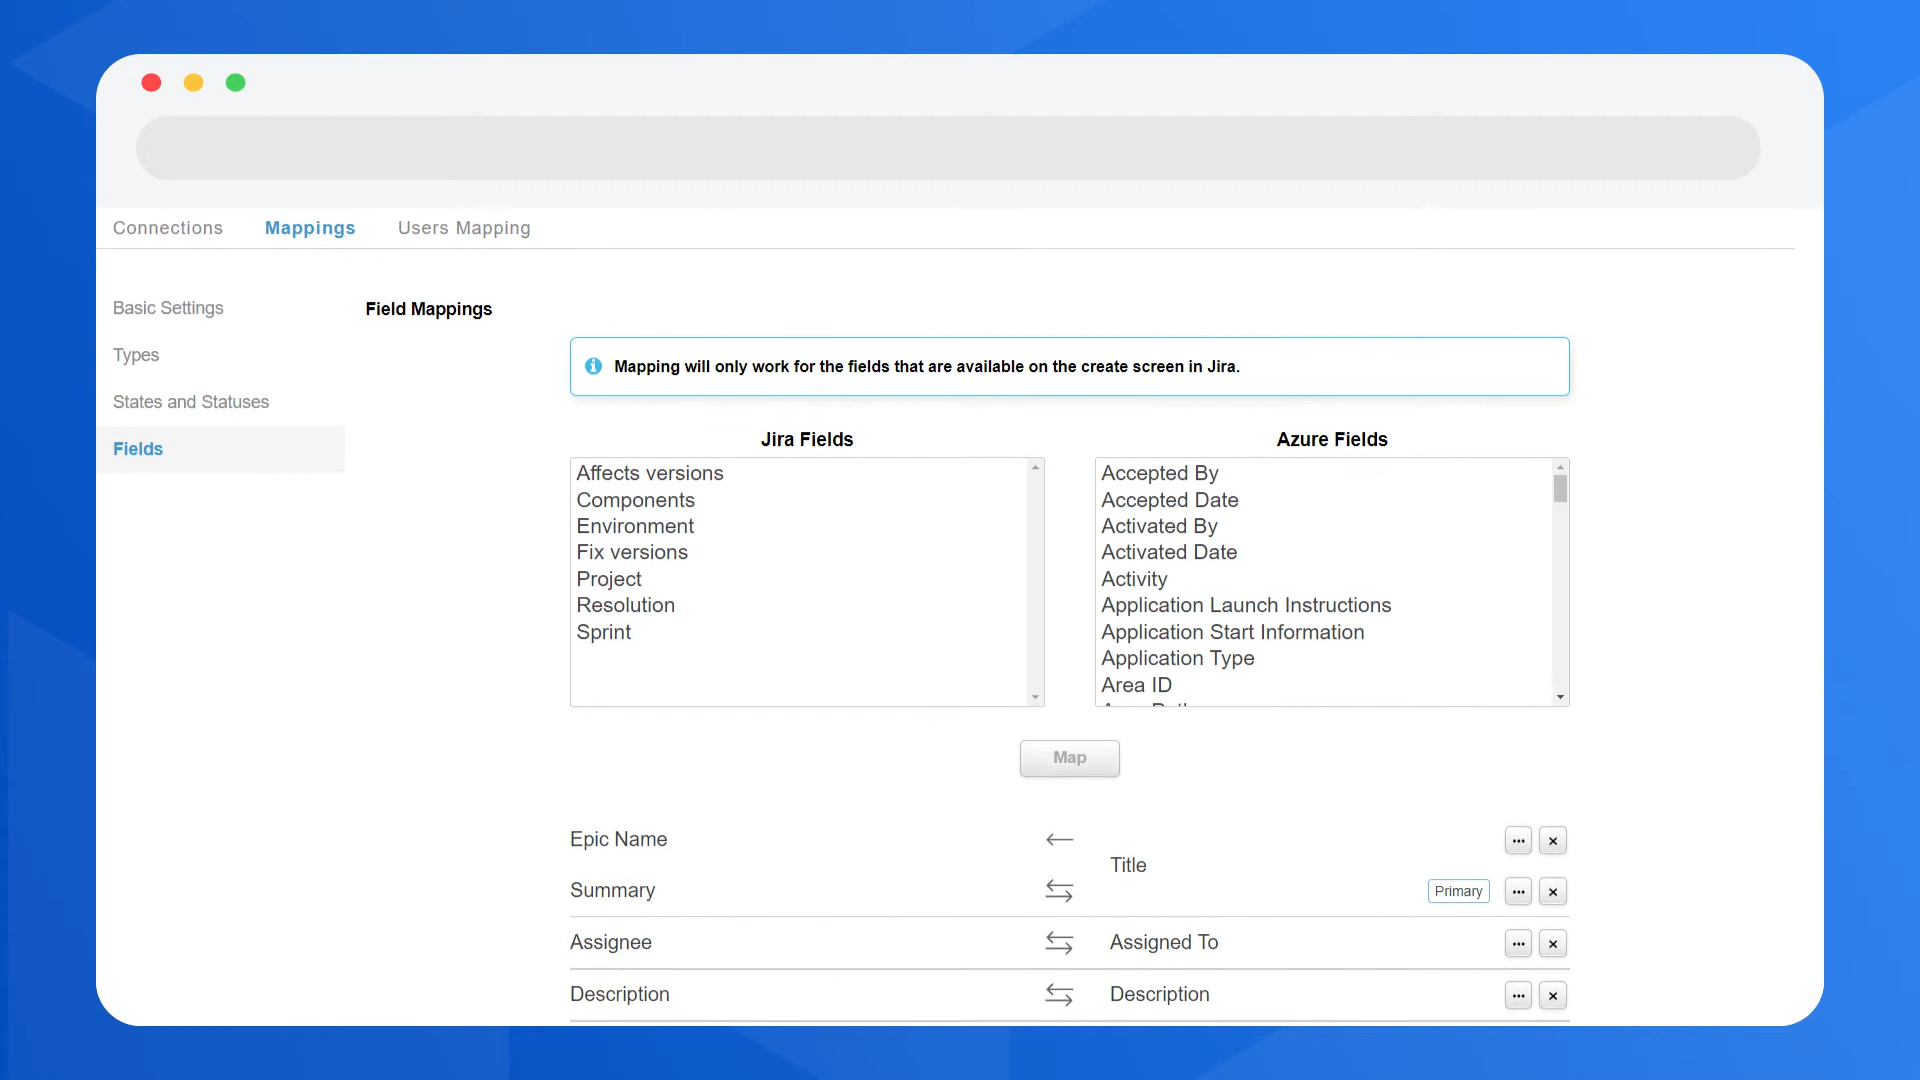 Connections Mappings Users Mapping
Basic Settings
Types
States and Statuses
Fields
Field Mappings
Mapping will only work for the fields that are available on the create screen in Jira.
Jira Fields
Affects versions
Components
Environment
Fix versions
Project
Resolution
Sprint
Azure Fields
Accepted By
Accepted Date
Activated By
Activated Date
Activity
Application Launch Instructions
Application Start Information
Application Type
Area ID
Map
Epic Name
Title
Summary Primary
Assignee Assigned To
Description Description